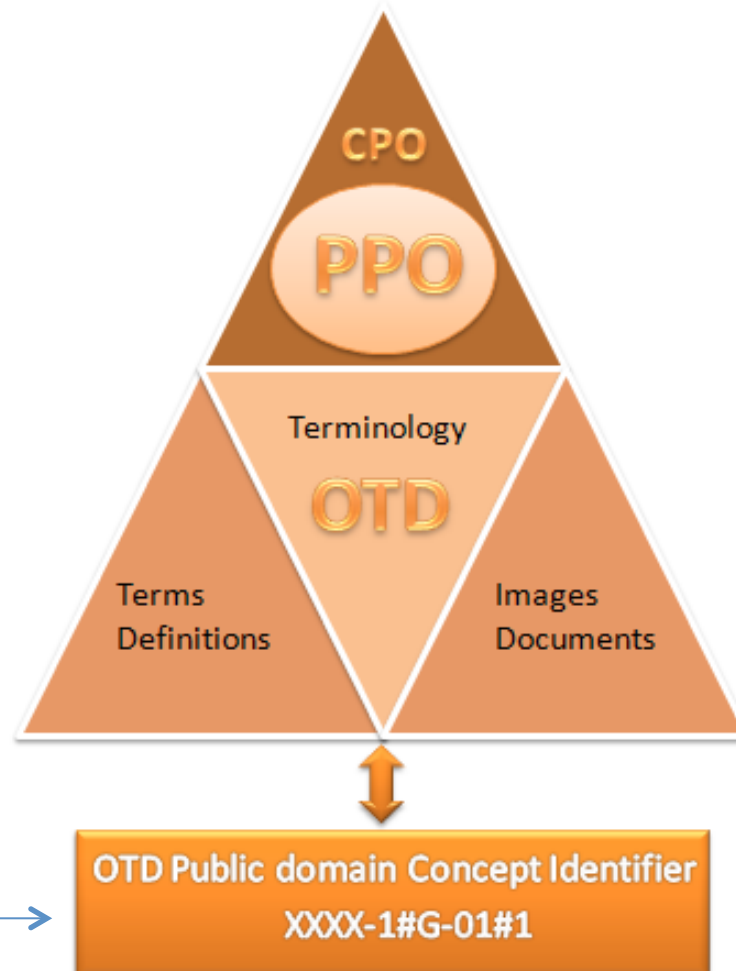 CPO
PPO
Terminology
OTD
Terms
Definitions
Images
Documents
OTD Public domain Concept Identifier
XXXX-1#G-01#1